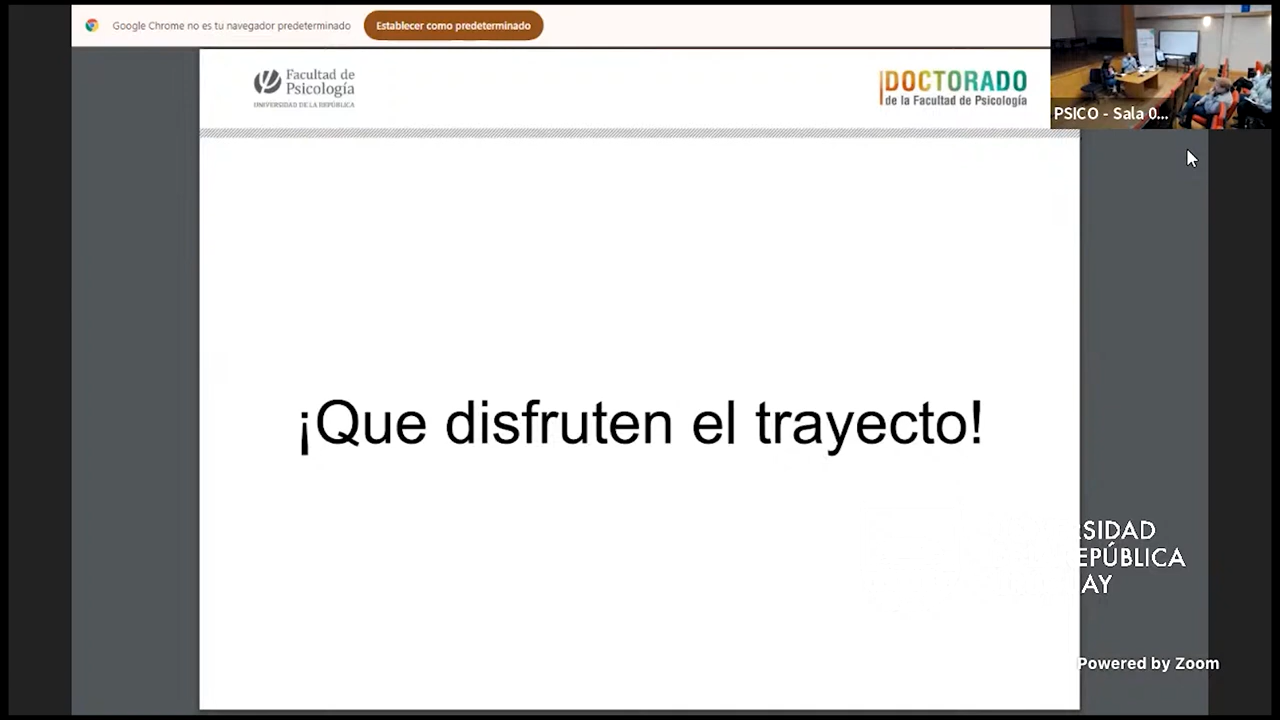 Google Chrome no es tu navegador predeterminado
Establecer como predeterminado
Facultad de
Psicología
UNIVERSIDAD DE LA REPÚBLICA
DOCTORADO
de la Facultad de Psicología
PSICO - Sala 0...
¡Que disfruten el trayecto!
RSIDAD
EPÚBLICA
AY
Powered by Zoom